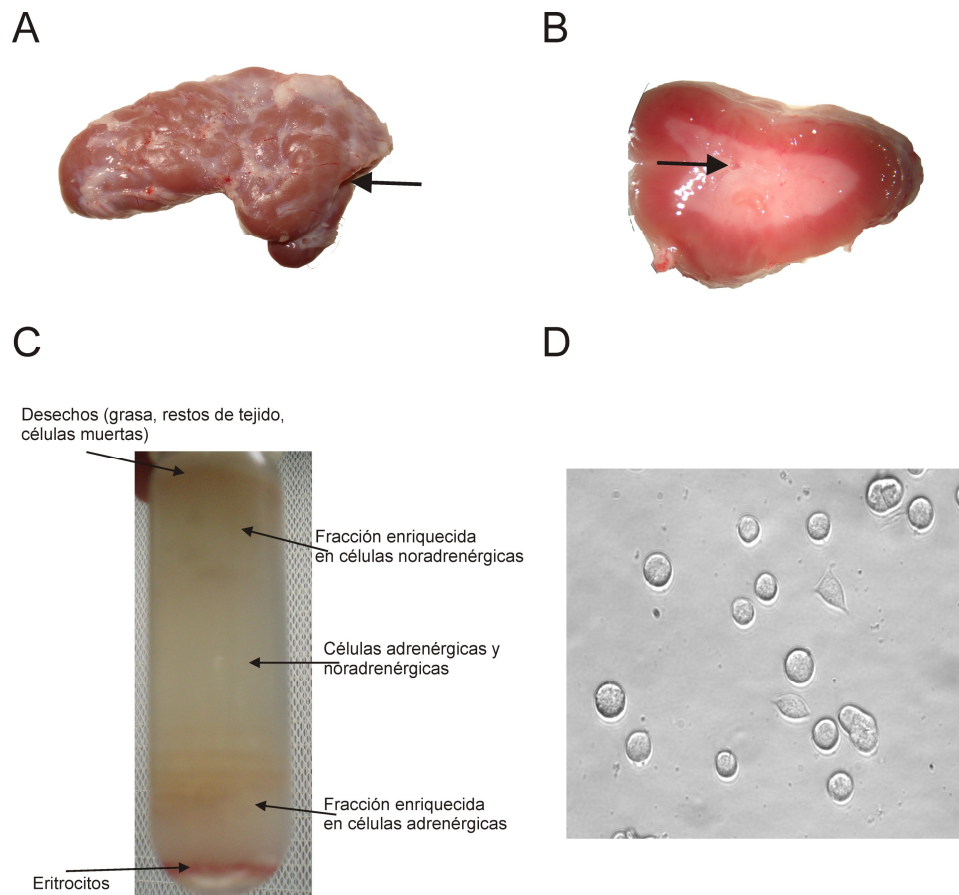 A
B
C
D
Desechos (grasa, restos de tejido,
células muertas)
Fracción enriquecida
en células noradrenérgicas
Células adrenérgicas y
noradrenérgicas
Fracción enriquecida
en células adrenérgicas
Eritrocitos